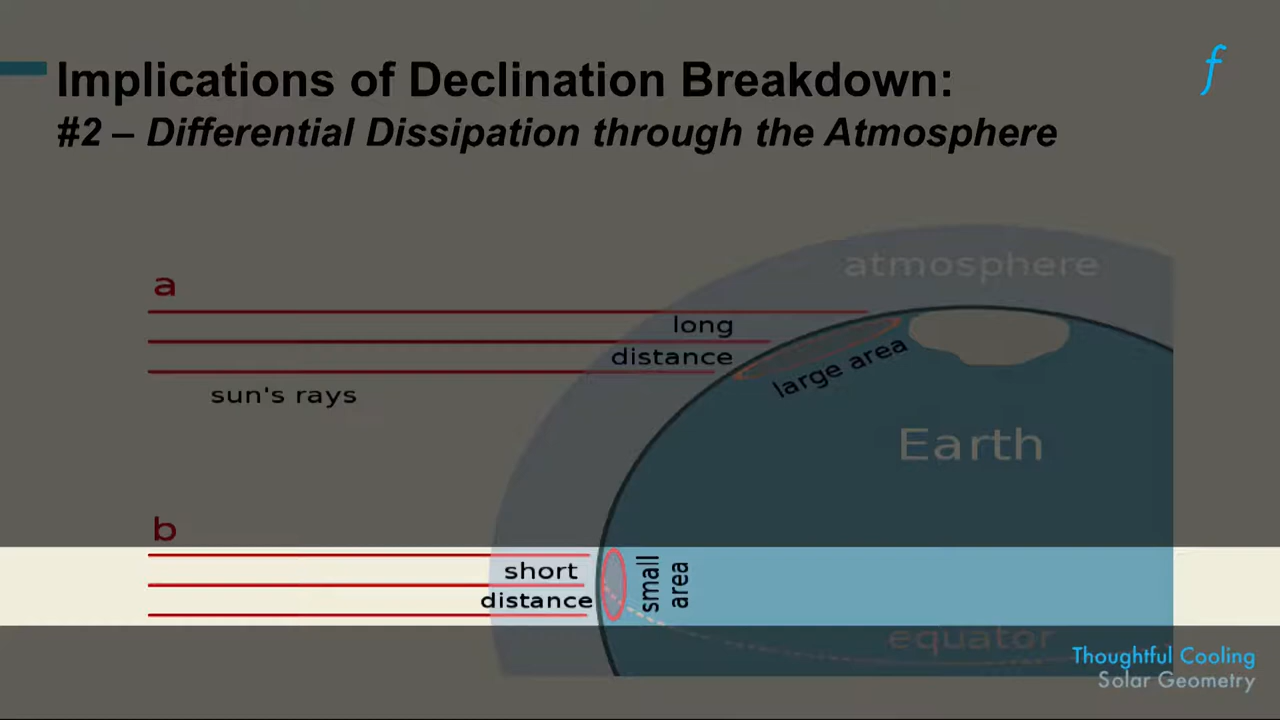 Implications of Declination Breakdown:
#2 – Differential Dissipation through the Atmosphere
f
atmosphere
a
long
distance
large area
sun's rays
Earth
b
short
distance
small
area
equator
Thoughtful Cooling
Solar Geometry